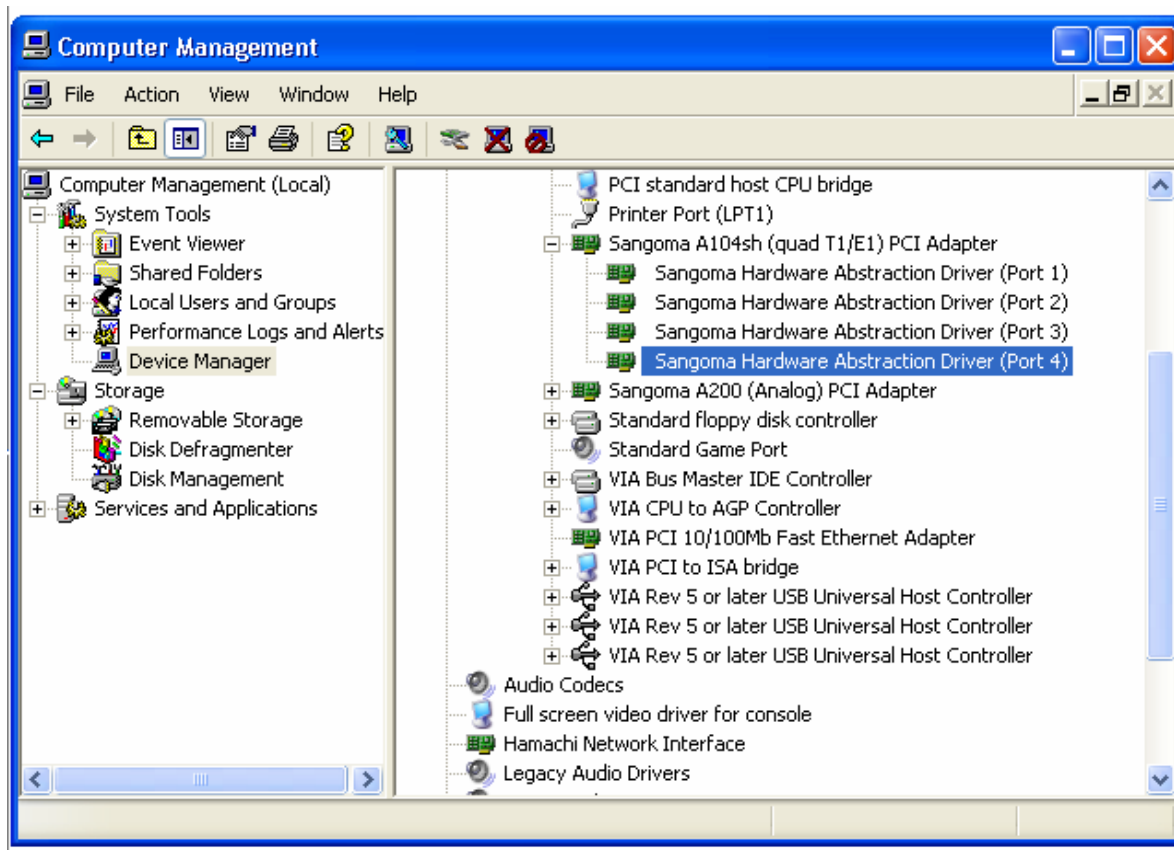 Computer Management
File Action View Window Help
Computer Management (Local)
System Tools
Event Viewer
Shared Folders
Local Users and Groups
Performance Logs and Alerts
Device Manager
Storage
Removable Storage
Disk Defragmenter
Disk Management
Services and Applications
PCI standard host CPU bridge
Printer Port (LPT1)
Sangoma A104sh (quad T1/E1) PCI Adapter
Sangoma Hardware Abstraction Driver (Port 1)
Sangoma Hardware Abstraction Driver (Port 2)
Sangoma Hardware Abstraction Driver (Port 3)
Sangoma Hardware Abstraction Driver (Port 4)
Sangoma A200 (Analog) PCI Adapter
Standard floppy disk controller
Standard Game Port
VIA Bus Master IDE Controller
VIA CPU to AGP Controller
VIA PCI 10/100Mb Fast Ethernet Adapter
VIA PCI to ISA bridge
VIA Rev 5 or later USB Universal Host Controller
VIA Rev 5 or later USB Universal Host Controller
VIA Rev 5 or later USB Universal Host Controller
Audio Codecs
Full screen video driver for console
Hamachi Network Interface
Legacy Audio Drivers